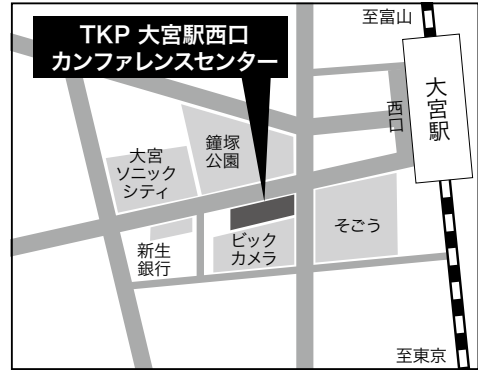 至富山
TKP 大宮駅西口
カンファレンスセンター
大宮駅
西口
鐘塚
公園
大宮
ソニック
シティ
そごう
ビック
カメラ
新生
銀行
至東京